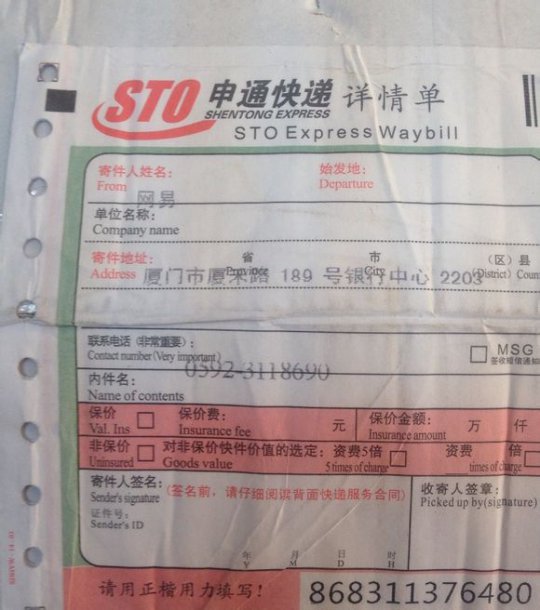 STO 申通快递 详情单
SHENTONG EXPRESS
STO Express Waybill
寄件人姓名: 始发地:
From Departure
网易
单位名称:
Company name
寄件地址: 省 市 (区)县
Address Province City (District) Coun
厦门市厦禾路 189 号银行中心 2203
联系电话(非常重要): MSG
Contact number (Very important) 签收短信通知
0592-3118690
内件名:
Name of contents
保价 保价费: 元 保价金额: 万 仟
Val. Ins Insurance fee Insurance amount
非保价 对非保价快件价值的选定: 资费5倍 资费 倍
Uninsured Goods value 5 times of charge times of charge
寄件人签名: (签名前,请仔细阅读背面快递服务合同) 收寄人签章:
Sender's signature Picked up by(signature)
证件号:
Sender's ID
年 月 日 时
Y M D H
请用正楷用力填写! 868311376480